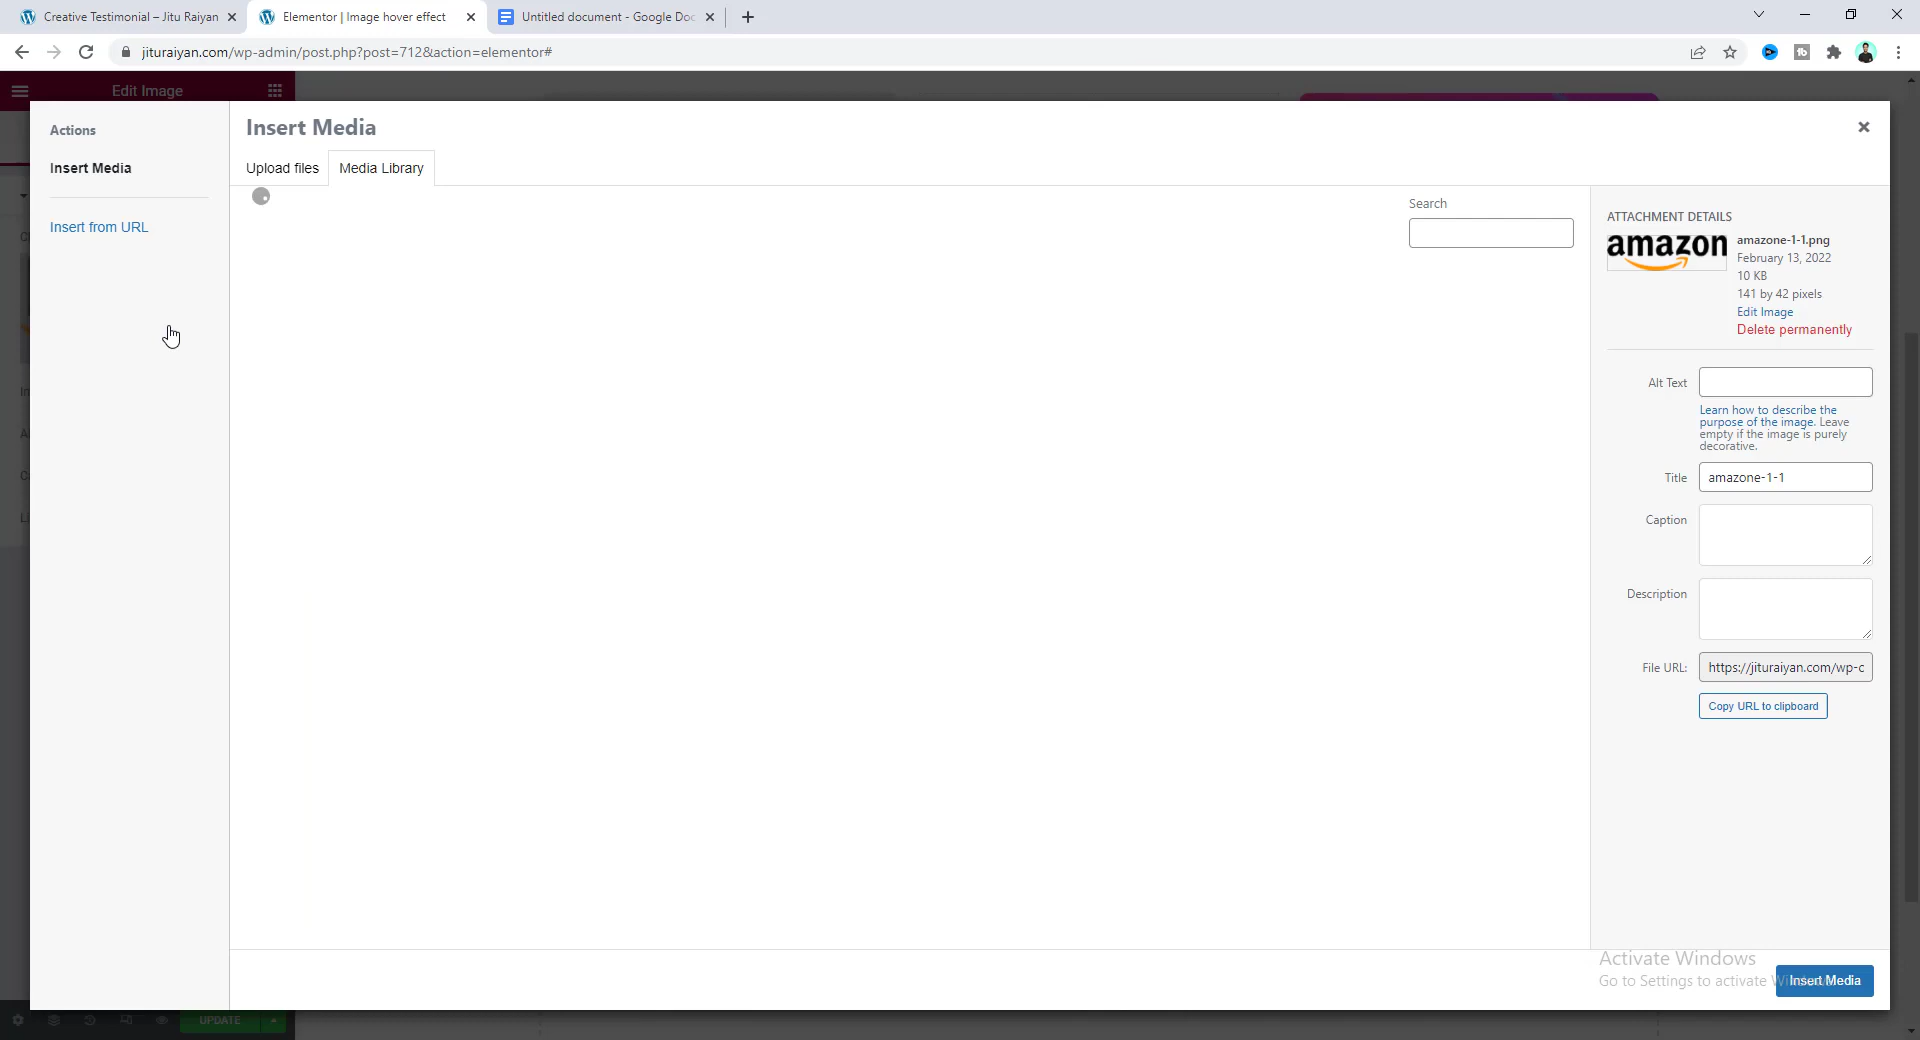 Creative Testimonial – Jitu Raiyan
Elementor | Image hover effect
Untitled document - Google Doc
jituraiyan.com/wp-admin/post.php?post=712&action=elementor#
Edit Image
Actions
Insert Media
Insert from URL
Insert Media
Upload files
Media Library
Search
ATTACHMENT DETAILS
amazon
amazone-1-1.png
February 13, 2022
10 KB
141 by 42 pixels
Edit Image
Delete permanently
Alt Text
Learn how to describe the
purpose of the image. Leave
empty if the image is purely
decorative.
Title
amazone-1-1
Caption
Description
File URL:
https://jituraiyan.com/wp-c
Copy URL to clipboard
Activate Windows
Go to Settings to activate
Insert Media
UPDATE